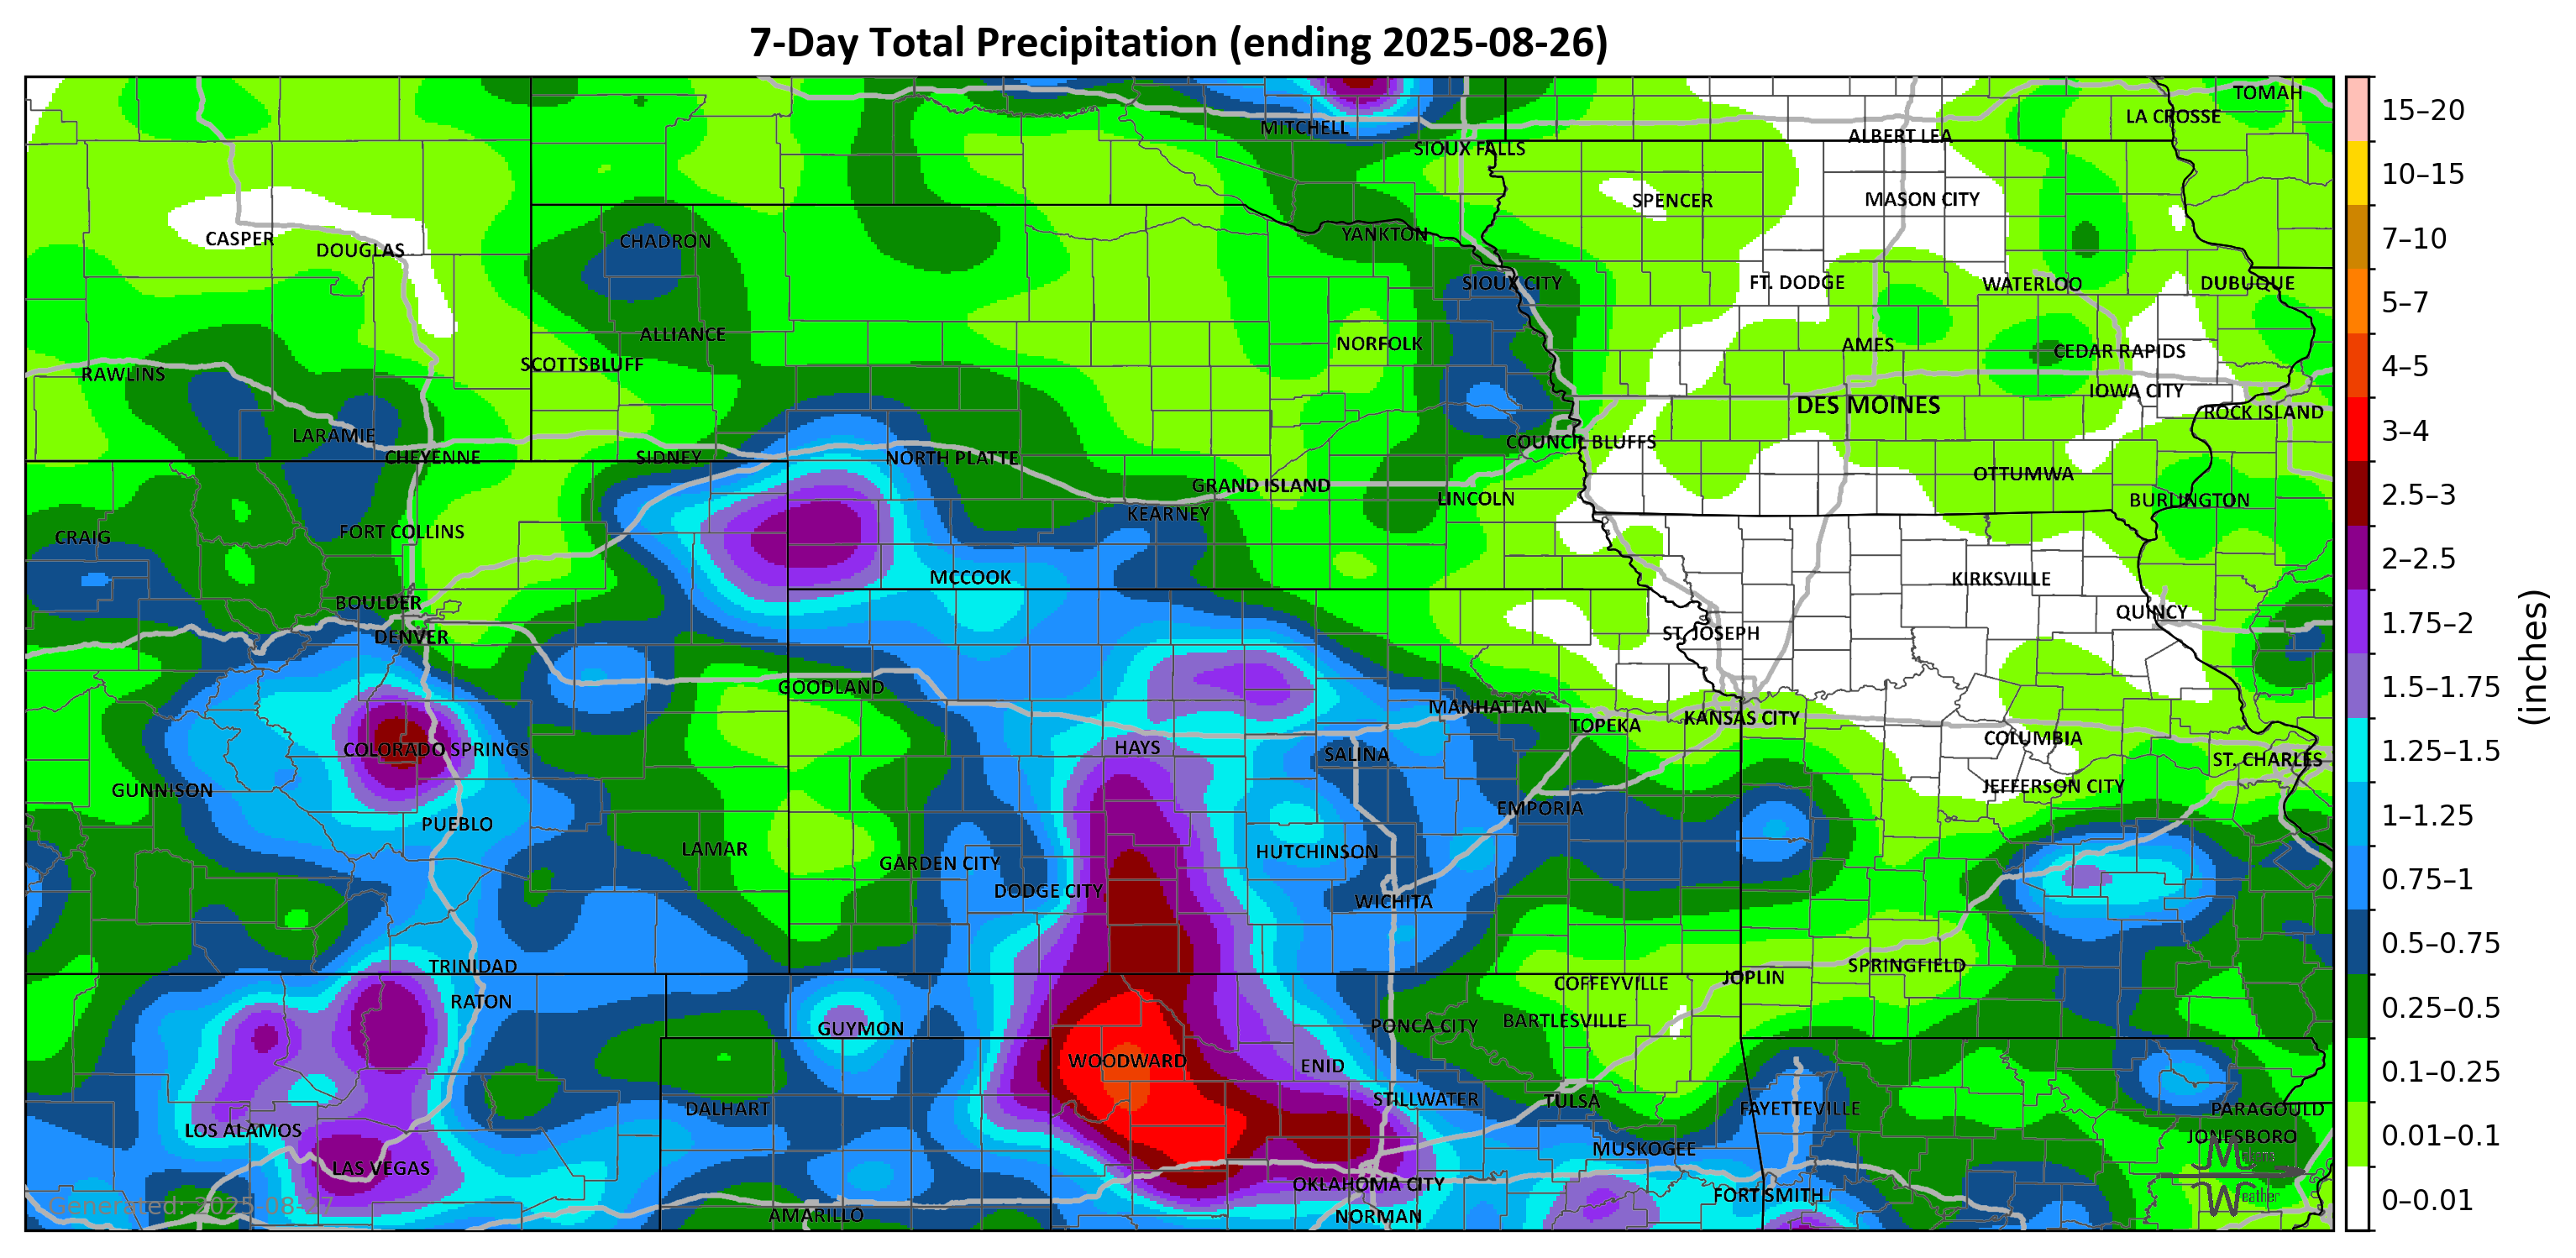 7-Day Total Precipitation (ending 2025-08-26)
TOMAH
LA CROSSE
MITCHELL
ALBERT LEA
SIOUX FALLS
SPENCER
MASON CITY
CASPER
DOUGLAS
CHADRON
YANKTON
SIOUX CITY
FT. DODGE
WATERLOO
DUBUQUE
ALLIANCE
NORFOLK
AMES
CEDAR RAPIDS
SCOTTSBLUFF
RAWLINS
IOWA CITY
DES MOINES
ROCK ISLAND
LARAMIE
COUNCIL BLUFFS
CHEYENNE
SIDNEY
NORTH PLATTE
OTTUMWA
GRAND ISLAND
LINCOLN
BURLINGTON
KEARNEY
FORT COLLINS
CRAIG
MCCOOK
KIRKSVILLE
BOULDER
QUINCY
DENVER
ST. JOSEPH
GOODLAND
MANHATTAN
KANSAS CITY
TOPEKA
COLUMBIA
HAYS
COLORADO SPRINGS
SALINA
ST. CHARLES
GUNNISON
JEFFERSON CITY
EMPORIA
PUEBLO
LAMAR
HUTCHINSON
GARDEN CITY
DODGE CITY
WICHITA
TRINIDAD
SPRINGFIELD
JOPLIN
COFFEYVILLE
RATON
BARTLESVILLE
PONCA CITY
GUYMON
WOODWARD
ENID
STILLWATER
TULSA
DALHART
FAYETTEVILLE
PARAGOULD
LOS ALAMOS
JONESBORO
MUSKOGEE
LAS VEGAS
OKLAHOMA CITY
FORT SMITH
AMARILLO
NORMAN
Generated: 2025-08-27
Weather
15–20
10–15
7–10
5–7
4–5
3–4
2.5–3
2–2.5
1.75–2
1.5–1.75
1.25–1.5
1–1.25
0.75–1
0.5–0.75
0.25–0.5
0.1–0.25
0.01–0.1
0–0.01
(inches)